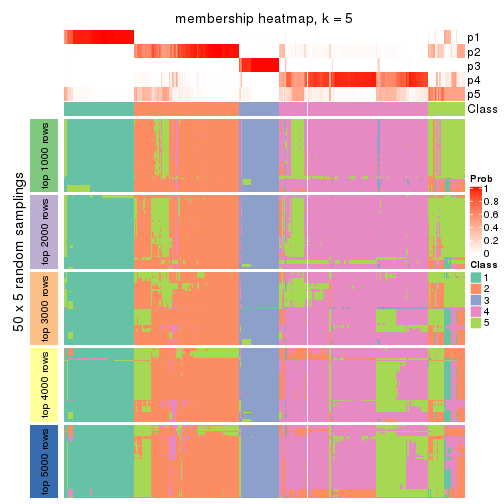 membership heatmap, k = 5
p1
p2
p3
p4
p5
Class
50 x 5 random samplings
top 1000 rows
top 2000 rows
top 3000 rows
top 4000 rows
top 5000 rows
Prob
1
0.8
0.6
0.4
0.2
0
Class
1
2
3
4
5